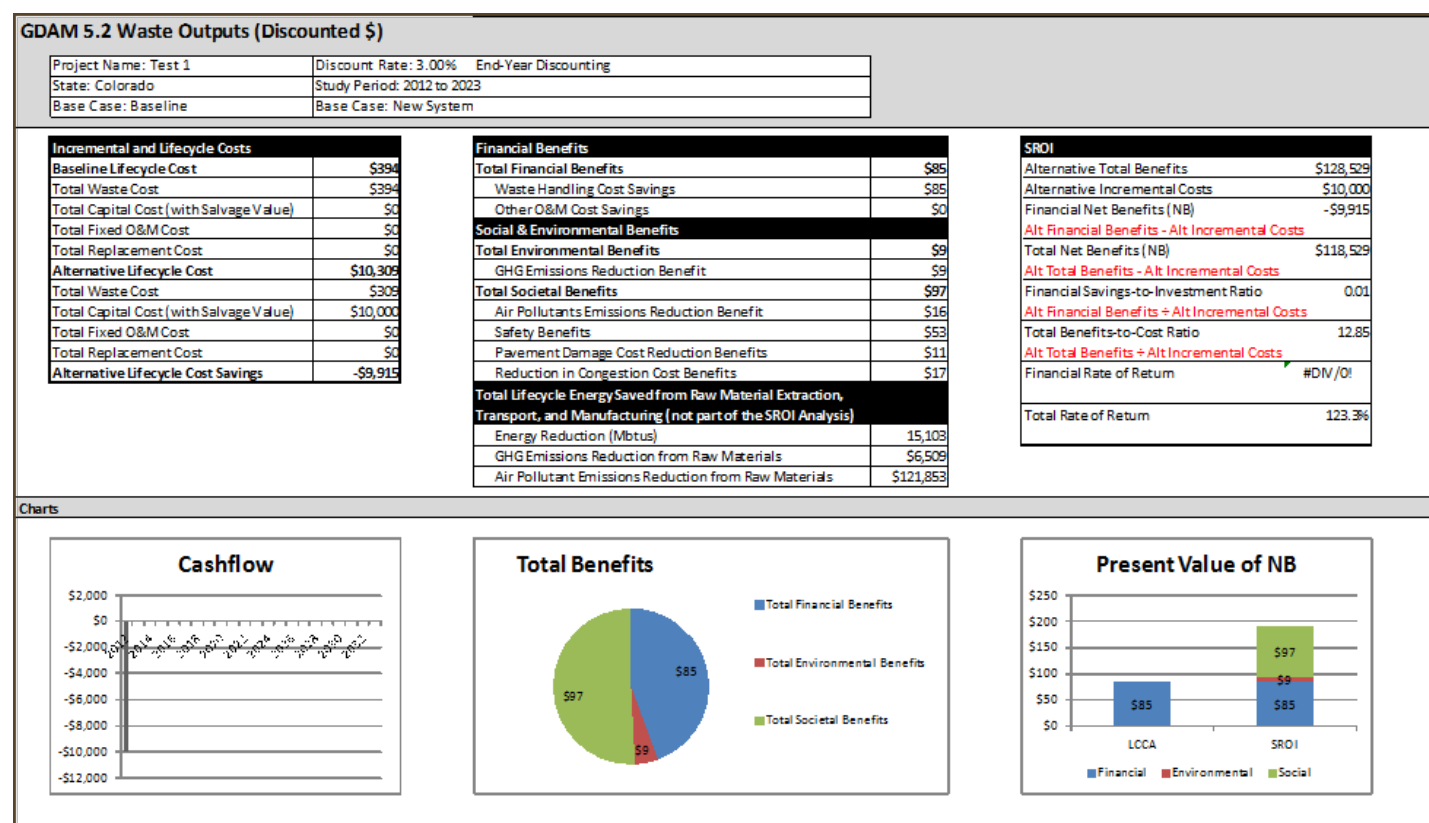 GDAM 5.2 Waste Outputs (Discounted $)
Project Name: Test 1 Discount Rate: 3.00% End-Year Discounting
State: Colorado Study Period: 2012 to 2023
Base Case: Baseline Base Case: New System
Incremental and Lifecycle Costs
Baseline Lifecycle Cost $394
Total Waste Cost $394
Total Capital Cost (with Salvage Value) $0
Total Fixed O&M Cost $0
Total Replacement Cost $0
Alternative Lifecycle Cost $10,309
Total Waste Cost $309
Total Capital Cost (with Salvage Value) $10,000
Total Fixed O&M Cost $0
Total Replacement Cost $0
Alternative Lifecycle Cost Savings -$9,915
Financial Benefits
Total Financial Benefits $85
Waste Handling Cost Savings $85
Other O&M Cost Savings $0
Social & Environmental Benefits
Total Environmental Benefits $9
GHG Emissions Reduction Benefit $9
Total Societal Benefits $97
Air Pollutants Emissions Reduction Benefit $16
Safety Benefits $53
Pavement Damage Cost Reduction Benefits $11
Reduction in Congestion Cost Benefits $17
Total Lifecycle Energy Saved from Raw Material Extraction,
Transport, and Manufacturing (not part of the SROI Analysis)
Energy Reduction (Mbtus) 15,103
GHG Emissions Reduction from Raw Materials $6,509
Air Pollutant Emissions Reduction from Raw Materials $121,853
SROI
Alternative Total Benefits $128,529
Alternative Incremental Costs $10,000
Financial Net Benefits (NB) -$9,915
Alt Financial Benefits - Alt Incremental Costs
Total Net Benefits (NB) $118,529
Alt Total Benefits - Alt Incremental Costs
Financial Savings-to-Investment Ratio 0.01
Alt Financial Benefits ÷ Alt Incremental Costs
Total Benefits-to-Cost Ratio 12.85
Alt Total Benefits ÷ Alt Incremental Costs
Financial Rate of Return #DIV/0!
Total Rate of Return 123.3%
Charts
Cashflow
$2,000
$0
-$2,000
-$4,000
-$6,000
-$8,000
-$10,000
-$12,000
2012 2014 2016 2018 2020 2022 2024 2026 2028 2030 2032
Total Benefits
$85
$97
$9
Total Financial Benefits
Total Environmental Benefits
Total Societal Benefits
Present Value of NB
$250
$200
$150
$100
$50
$0
$97
$9
$85 $85
LCCA SROI
Financial Environmental Social